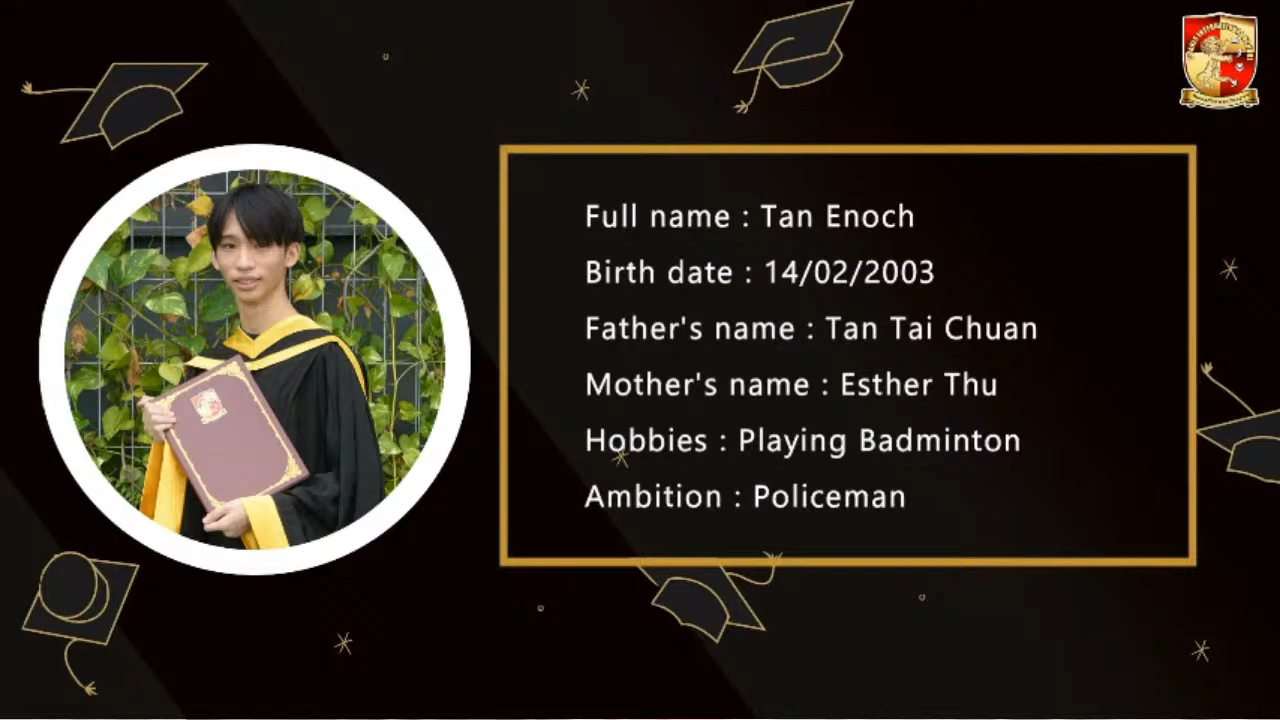 Full name : Tan Enoch
Birth date : 14/02/2003
Father's name : Tan Tai Chuan
Mother's name : Esther Thu
Hobbies : Playing Badminton
Ambition : Policeman